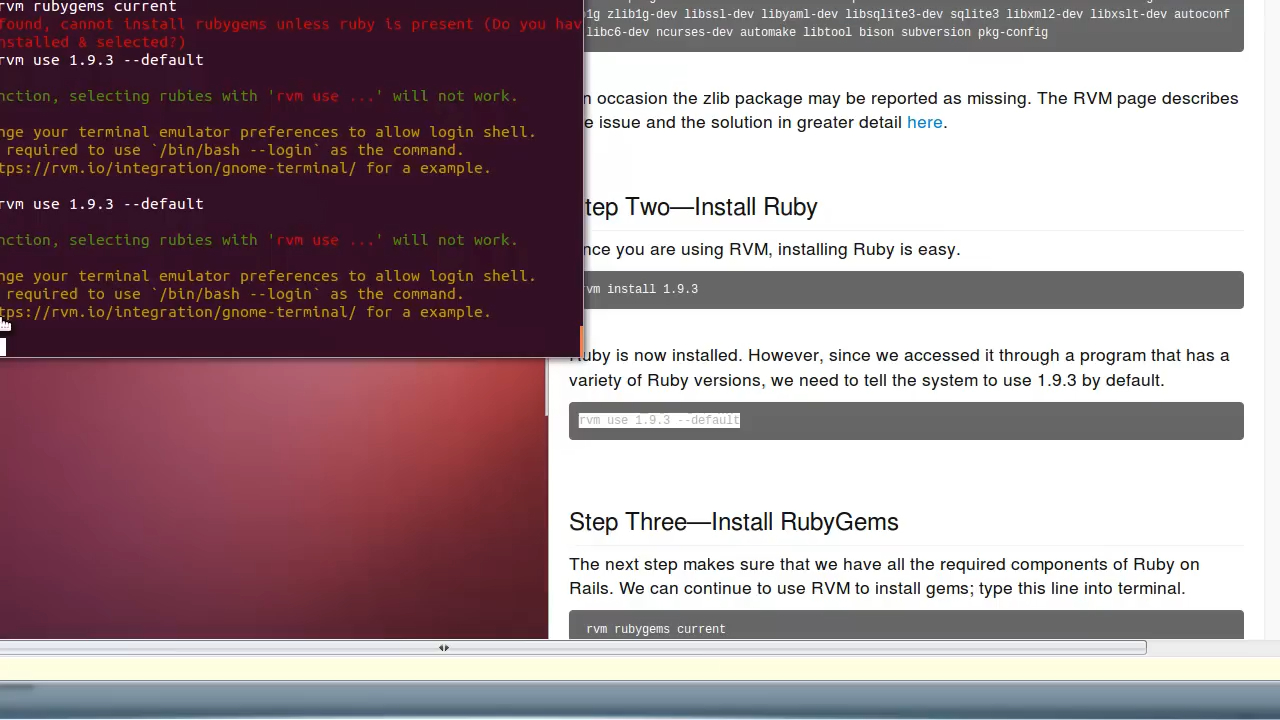 rvm rubygems current
found, cannot install rubygems unless ruby is present (Do you hav
nstalled & selected?)
rvm use 1.9.3 --default
nction, selecting rubies with 'rvm use ...' will not work.
nge your terminal emulator preferences to allow login shell.
required to use `/bin/bash --login` as the command.
tps://rvm.io/integration/gnome-terminal/ for a example.
rvm use 1.9.3 --default
nction, selecting rubies with 'rvm use ...' will not work.
nge your terminal emulator preferences to allow login shell.
required to use `/bin/bash --login` as the command.
tps://rvm.io/integration/gnome-terminal/ for a example.
1g zlib1g-dev libssl-dev libyaml-dev libsqlite3-dev sqlite3 libxml2-dev libxslt-dev autoconf
libc6-dev ncurses-dev automake libtool bison subversion pkg-config
n occasion the zlib package may be reported as missing. The RVM page describes
e issue and the solution in greater detail here.
tep Two—Install Ruby
nce you are using RVM, installing Ruby is easy.
rvm install 1.9.3
Ruby is now installed. However, since we accessed it through a program that has a
variety of Ruby versions, we need to tell the system to use 1.9.3 by default.
rvm use 1.9.3 --default
Step Three—Install RubyGems
The next step makes sure that we have all the required components of Ruby on
Rails. We can continue to use RVM to install gems; type this line into terminal.
rvm rubygems current